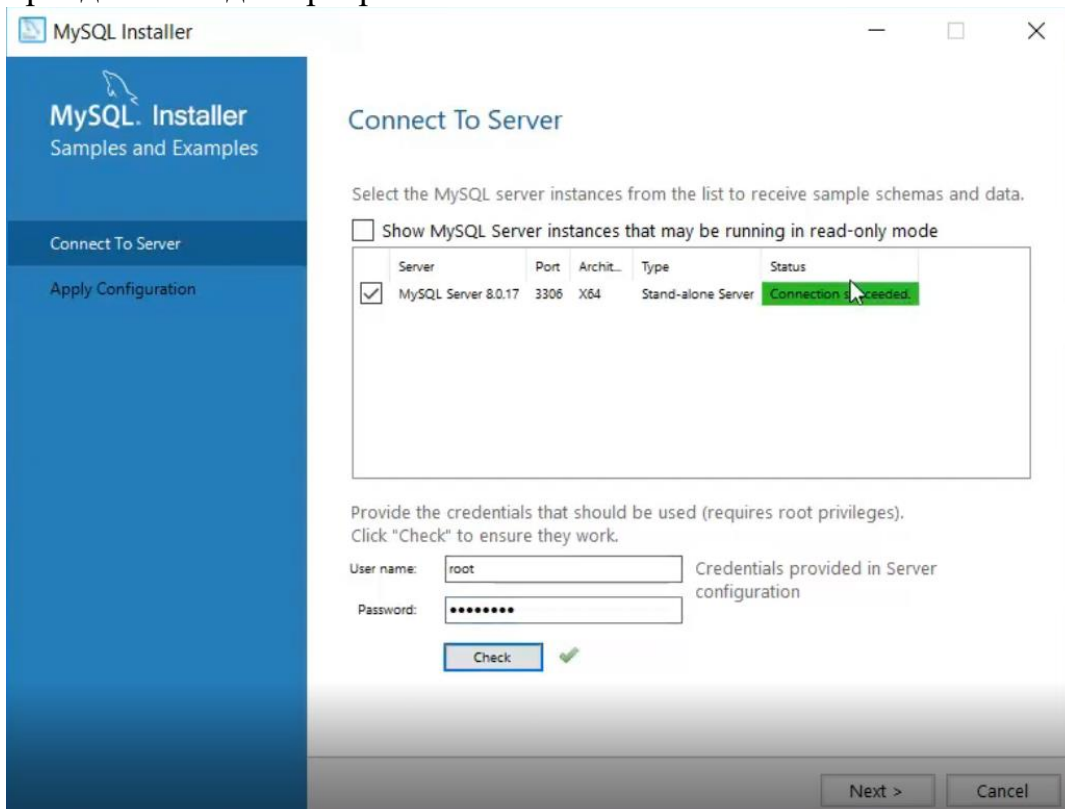 MySQL Installer
MySQL. Installer
Samples and Examples
Connect To Server
Apply Configuration
Connect To Server
Select the MySQL server instances from the list to receive sample schemas and data.
Show MySQL Server instances that may be running in read-only mode
Server Port Archit... Type Status
MySQL Server 8.0.17 3306 X64 Stand-alone Server Connection succeeded.
Provide the credentials that should be used (requires root privileges).
Click "Check" to ensure they work.
User name: root
Credentials provided in Server
configuration
Password: ••••••••
Check
Next > Cancel